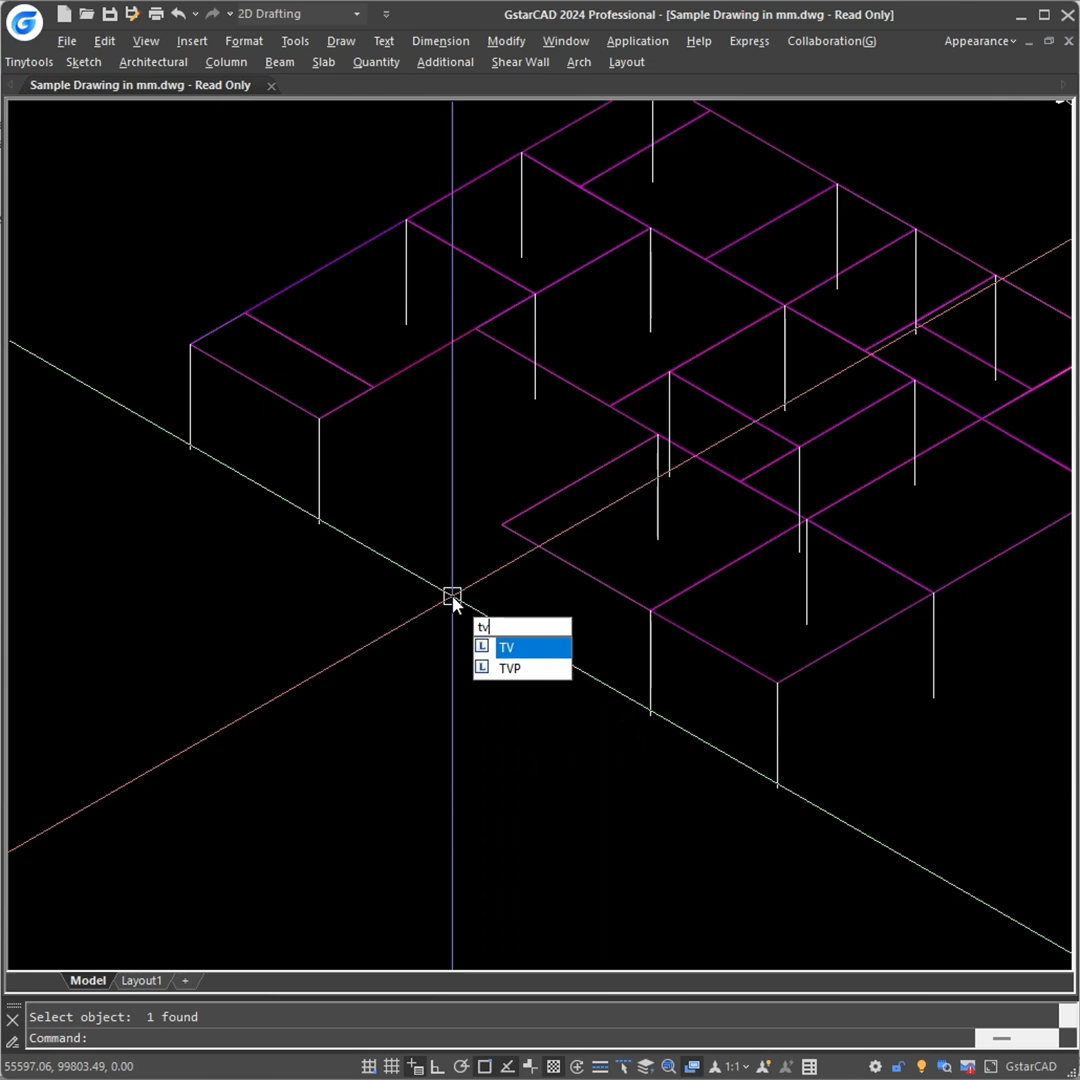 2D Drafting
GstarCAD 2024 Professional - [Sample Drawing in mm.dwg - Read Only]
File Edit View Insert Format Tools Draw Text Dimension Modify Window Application Help Express Collaboration(G) Appearance
Tinytools Sketch Architectural Column Beam Slab Quantity Additional Shear Wall Arch Layout
Sample Drawing in mm.dwg - Read Only
tv
TV
TVP
Model Layout1 +
Select object: 1 found
Command:
55597.06, 99803.49, 0.00 1:1 GstarCAD